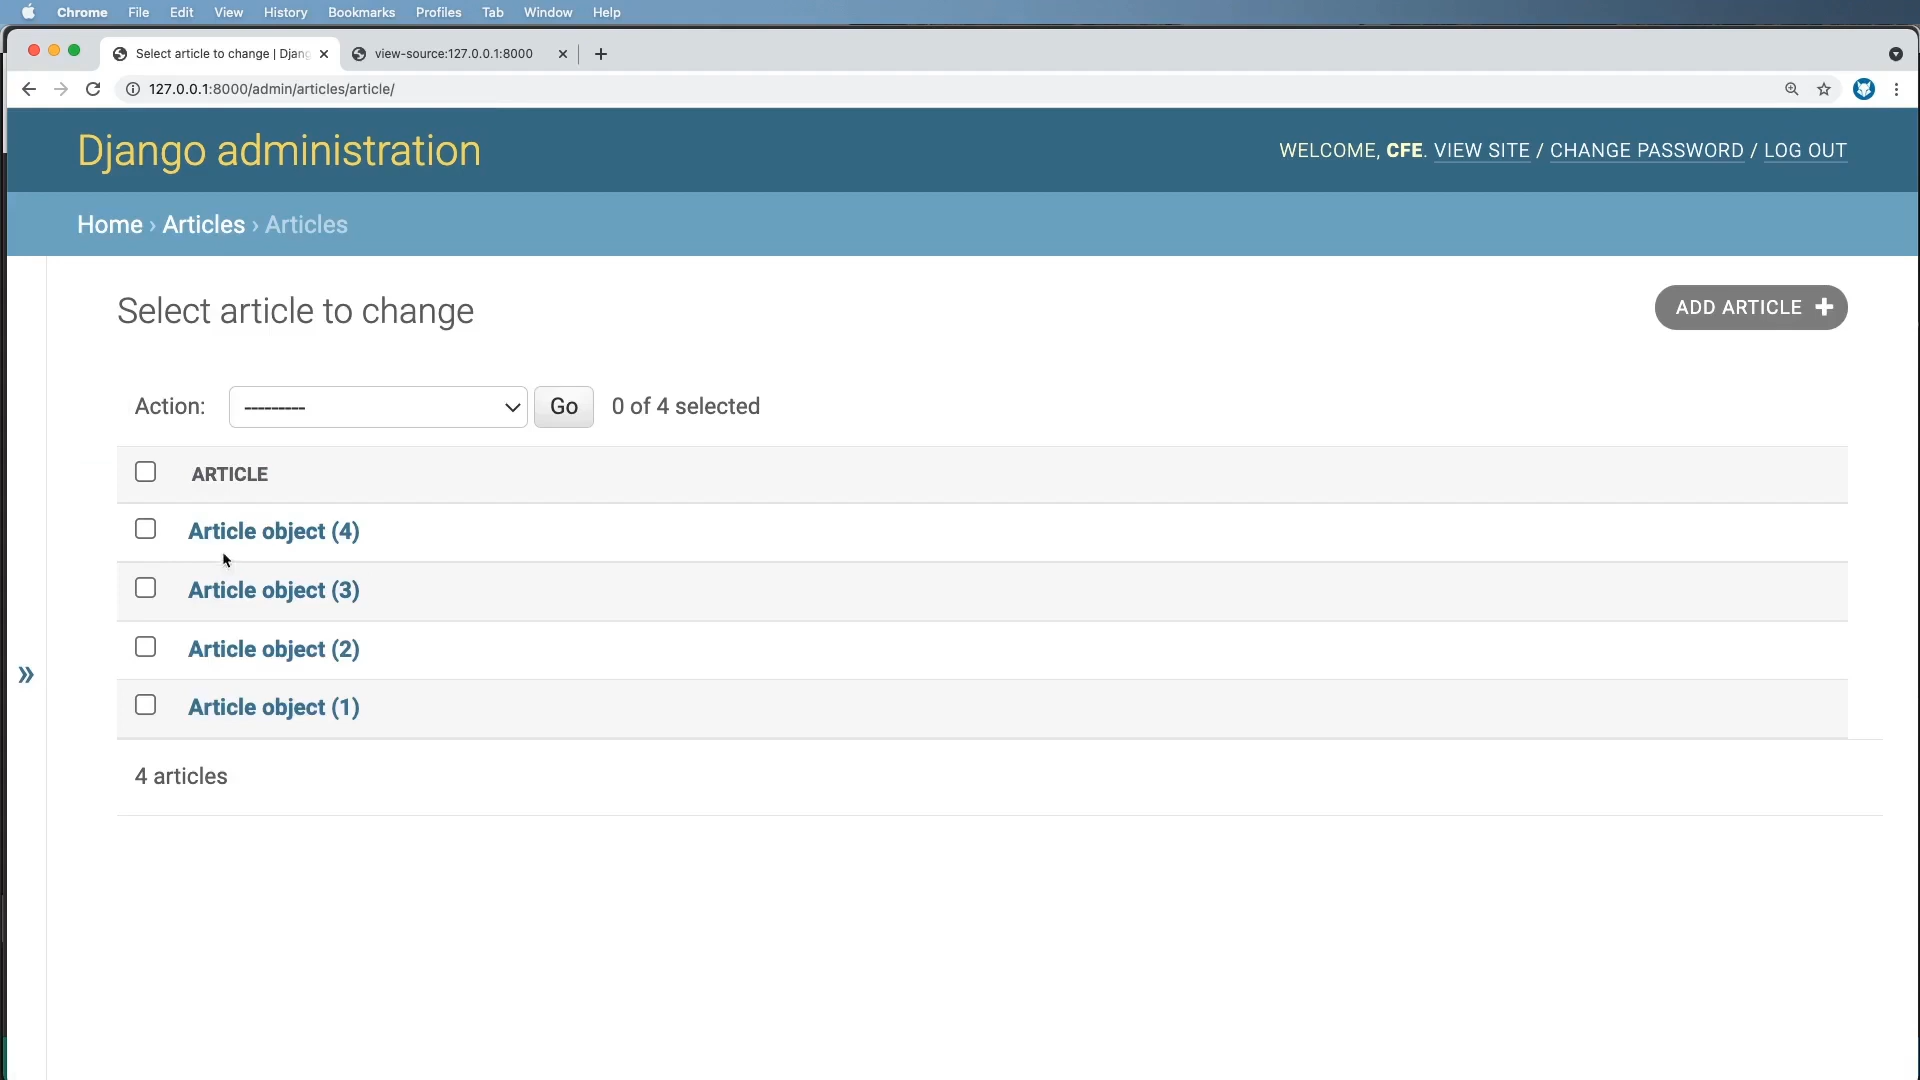 Chrome File Edit View History Bookmarks Profiles Tab Window Help
Select article to change | Djang
view-source:127.0.0.1:8000
127.0.0.1:8000/admin/articles/article/
Django administration
WELCOME, CFE. VIEW SITE / CHANGE PASSWORD / LOG OUT
Home › Articles › Articles
Select article to change
ADD ARTICLE
Action: --------- Go 0 of 4 selected
ARTICLE
Article object (4)
Article object (3)
Article object (2)
Article object (1)
4 articles